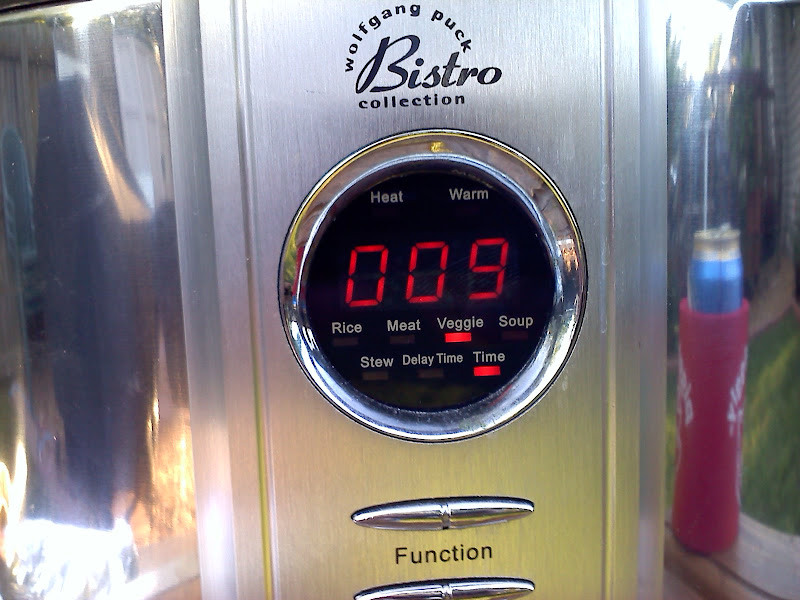 wolfgang puck
Bistro
collection
Heat Warm
009
Rice Meat Veggie Soup
Stew Delay Time Time
Function